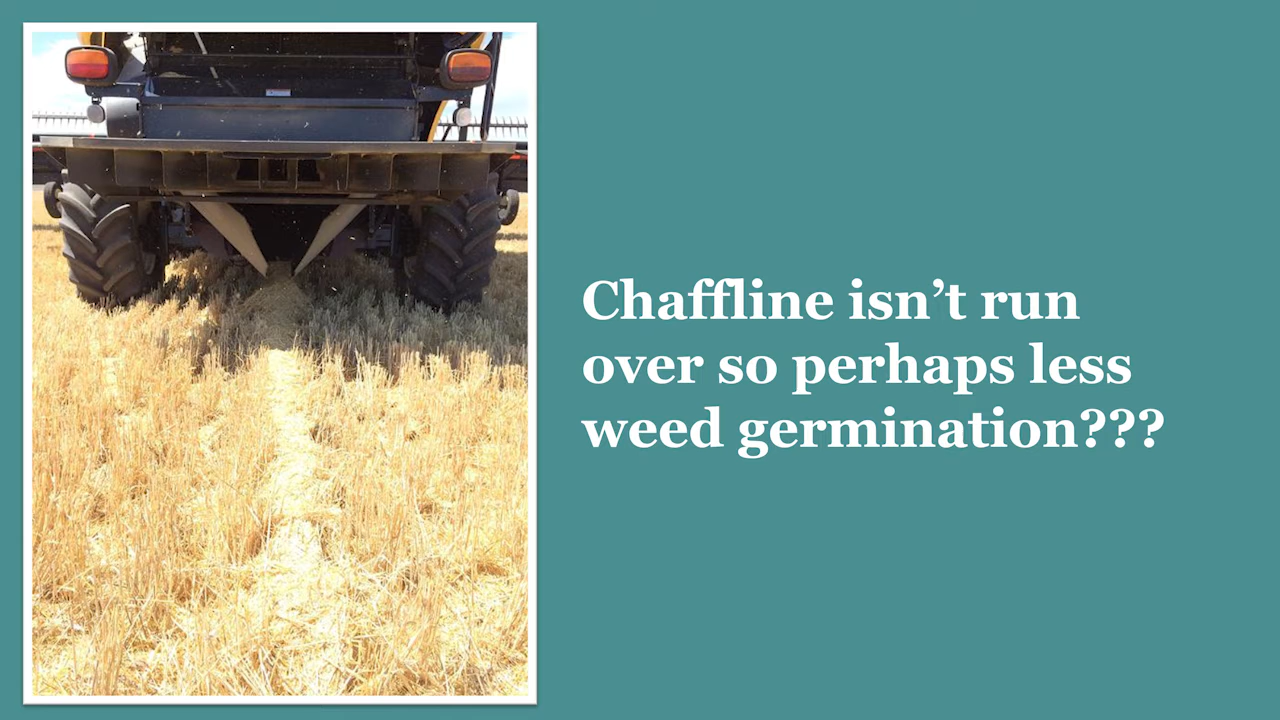 Chaffline isn’t run
over so perhaps less
weed germination???